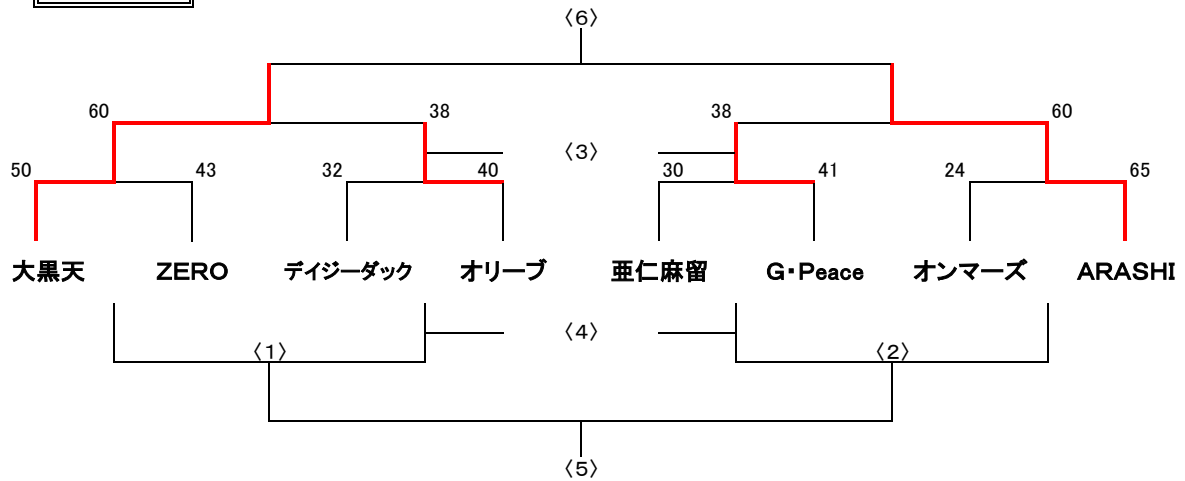 〈6〉
60
38
38
60
〈3〉
50
43
32
40
30
41
24
65
大黒天
ZERO
デイジーダック
オリーブ
亜仁麻留
G・Peace
オンマーズ
ARASHI
〈4〉
〈1〉
〈2〉
〈5〉